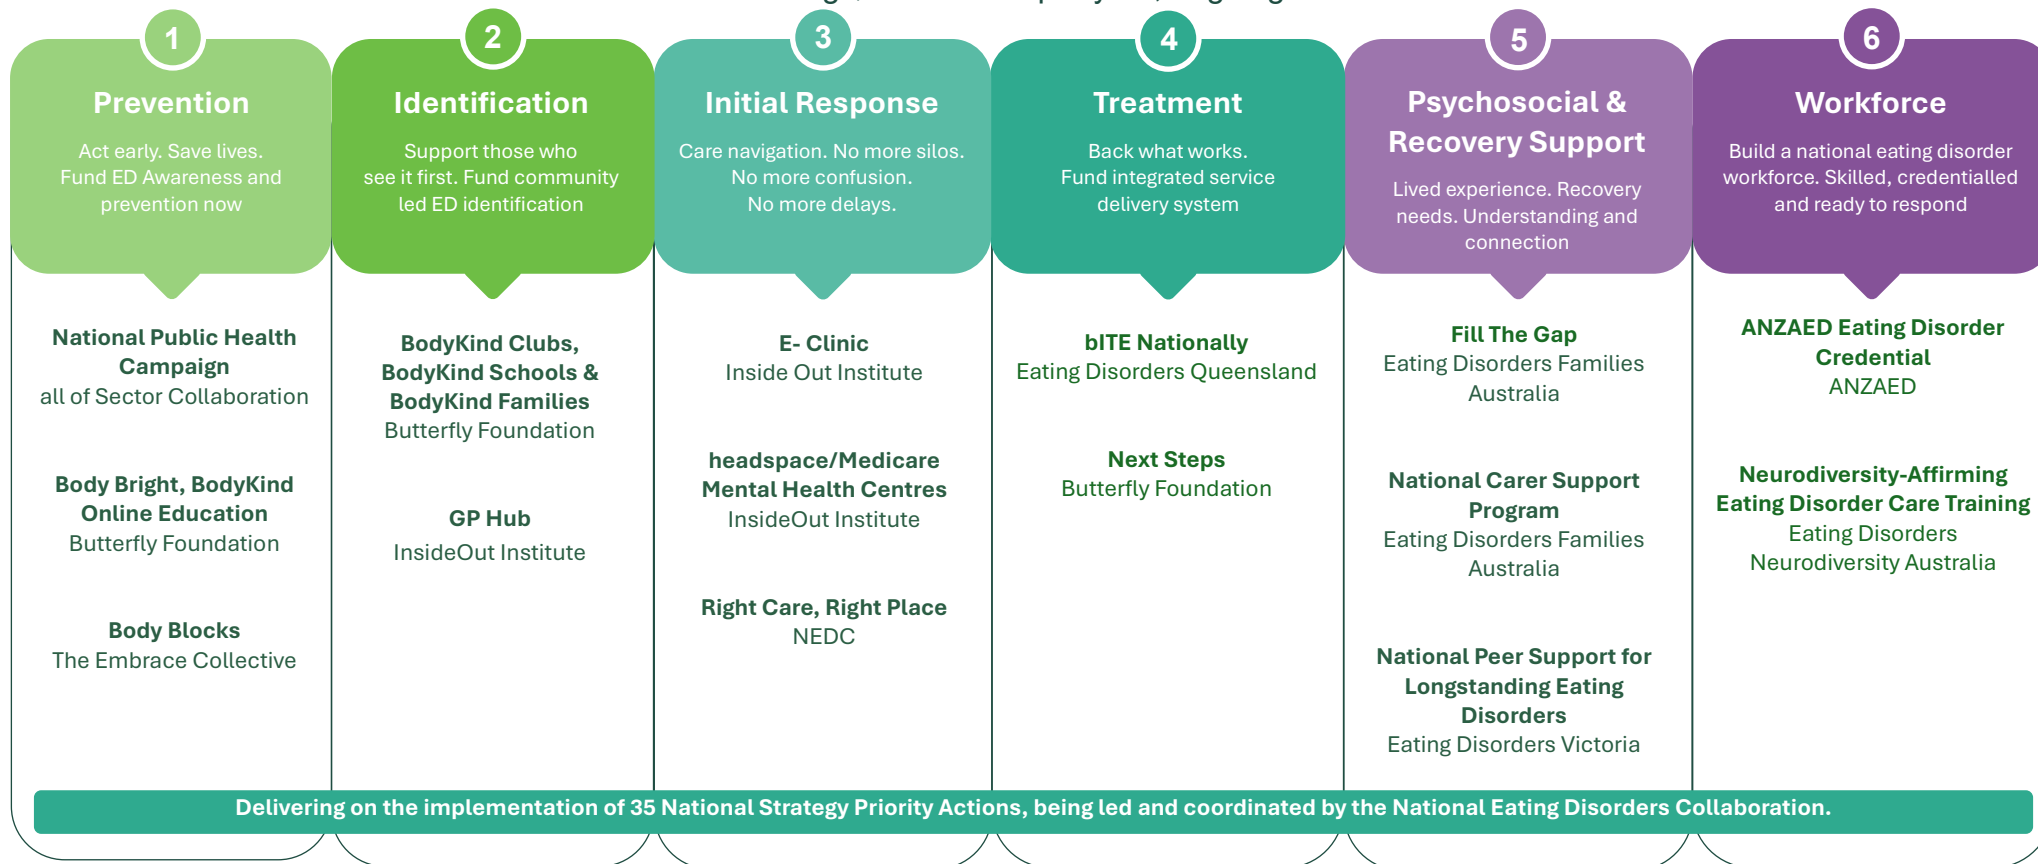 1
Prevention
Act early. Save lives.
Fund ED Awareness and
prevention now
National Public Health
Campaign
all of Sector Collaboration
Body Bright, BodyKind
Online Education
Butterfly Foundation
Body Blocks
The Embrace Collective
2
Identification
Support those who
see it first. Fund community
led ED identification
BodyKind Clubs,
BodyKind Schools &
BodyKind Families
Butterfly Foundation
GP Hub
InsideOut Institute
3
Initial Response
Care navigation. No more silos.
No more confusion.
No more delays.
E- Clinic
Inside Out Institute
headspace/Medicare
Mental Health Centres
InsideOut Institute
Right Care, Right Place
NEDC
4
Treatment
Back what works.
Fund integrated service
delivery system
bITE Nationally
Eating Disorders Queensland
Next Steps
Butterfly Foundation
5
Psychosocial &
Recovery Support
Lived experience. Recovery
needs. Understanding and
connection
Fill The Gap
Eating Disorders Families
Australia
National Carer Support
Program
Eating Disorders Families
Australia
National Peer Support for
Longstanding Eating
Disorders
Eating Disorders Victoria
6
Workforce
Build a national eating disorder
workforce. Skilled, credentialled
and ready to respond
ANZAED Eating Disorder
Credential
ANZAED
Neurodiversity-Affirming
Eating Disorder Care Training
Eating Disorders
Neurodiversity Australia
Delivering on the implementation of 35 National Strategy Priority Actions, being led and coordinated by the National Eating Disorders Collaboration.